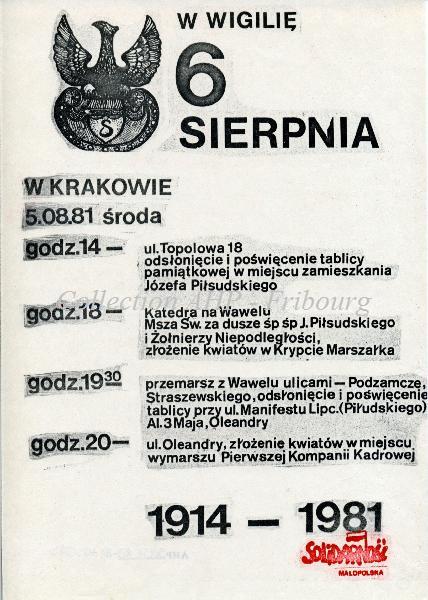 W WIGILIĘ
6
SIERPNIA
S
W KRAKOWIE
5.08.81 środa
godz.14 — ul. Topolowa 18
odsłonięcie i poświęcenie tablicy
pamiątkowej w miejscu zamieszkania
Józefa Piłsudskiego
Collection AHP - Fribourg
godz.18 — Katedra na Wawelu
Msza Św. za dusze śp śp J. Piłsudskiego
i Żołnierzy Niepodległości,
złożenie kwiatów w Krypcie Marszałka
godz.19³⁰ przemarsz z Wawelu ulicami — Podzamcze,
Straszewskiego, odsłonięcie i poświęcenie
tablicy przy ul. Manifestu Lipc. (Piłudskiego)
Al. 3 Maja, Oleandry
godz.20— ul. Oleandry, złożenie kwiatów w miejscu
wymarszu Pierwszej Kompanii Kadrowej
1914 — 1981
SOLIDARNOŚĆ
MAŁOPOLSKA